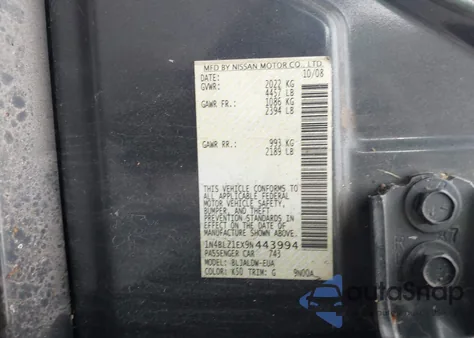 MFD BY NISSAN MOTOR CO., LTD.
DATE: 10/08
GVWR: 2022 KG
4457 LB
GAWR FR.: 1086 KG
2394 LB
GAWR RR.: 993 KG
2189 LB
THIS VEHICLE CONFORMS TO
ALL APPLICABLE FEDERAL
MOTOR VEHICLE SAFETY,
BUMPER, AND THEFT
PREVENTION STANDARDS IN
EFFECT ON THE DATE OF
MANUFACTURE SHOWN ABOVE.
1N4BL21EX9N443994
PASSENGER CAR 743
MODEL: BL3ALDW-EUA
COLOR: K50 TRIM: G 9N00A
autoSnap